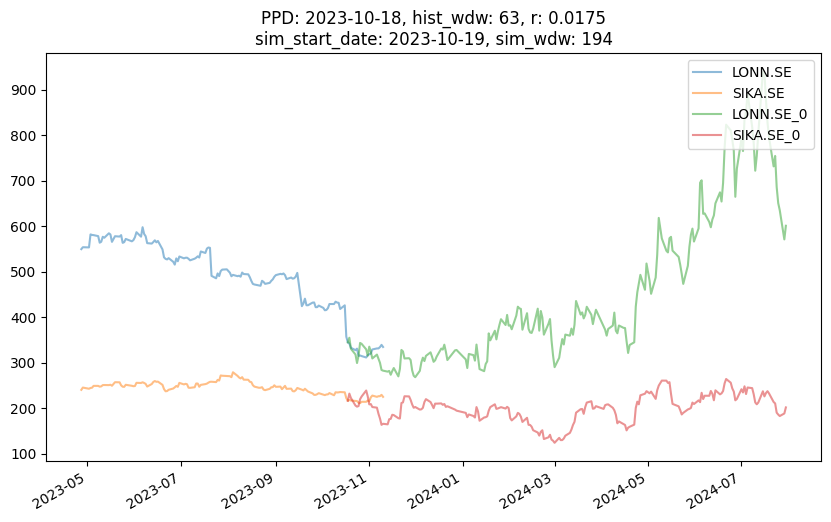 PPD: 2023-10-18, hist_wdw: 63, r: 0.0175
sim_start_date: 2023-10-19, sim_wdw: 194
LONN.SE
SIKA.SE
LONN.SE_0
SIKA.SE_0
900
800
700
600
500
400
300
200
100
2023-05
2023-07
2023-09
2023-11
2024-01
2024-03
2024-05
2024-07